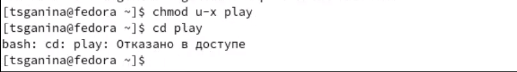 [tsganina@fedora ~]$ chmod u-x play
[tsganina@fedora ~]$ cd play
bash: cd: play: Отказано в доступе
[tsganina@fedora ~]$